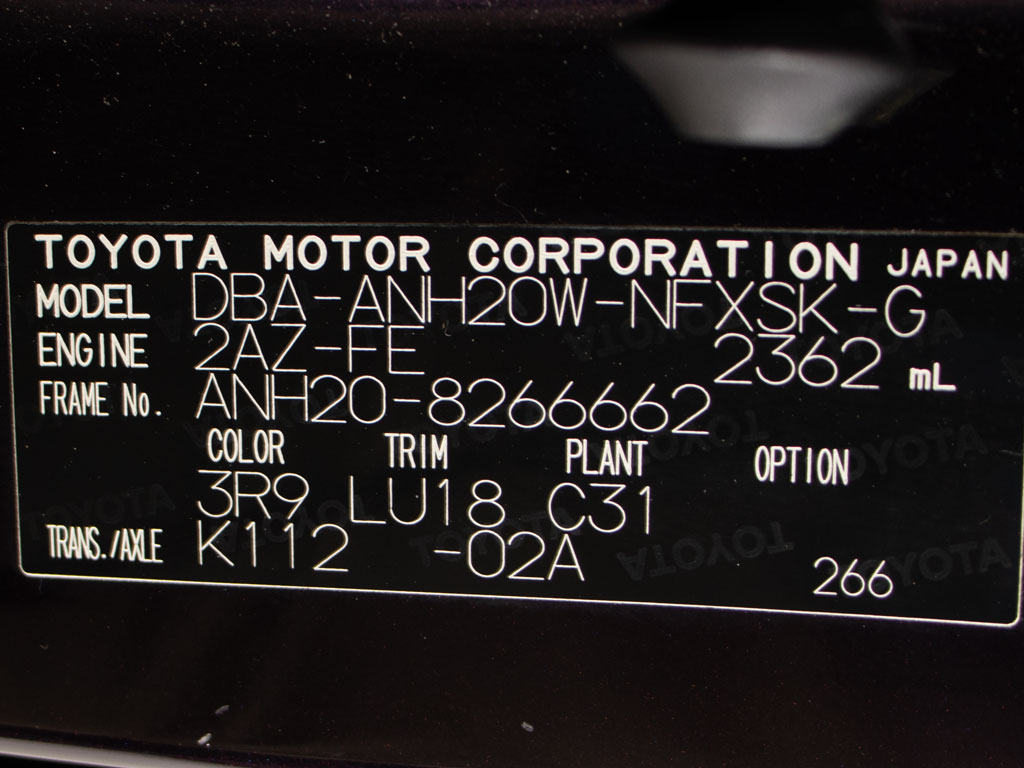 TOYOTA MOTOR CORPORATION JAPAN
MODEL DBA-ANH20W-NFXSK-G
ENGINE 2AZ-FE 2362 mL
FRAME No. ANH20-8266662
COLOR TRIM PLANT OPTION
3R9 LU18 C31
TRANS./AXLE K112 -02A 266